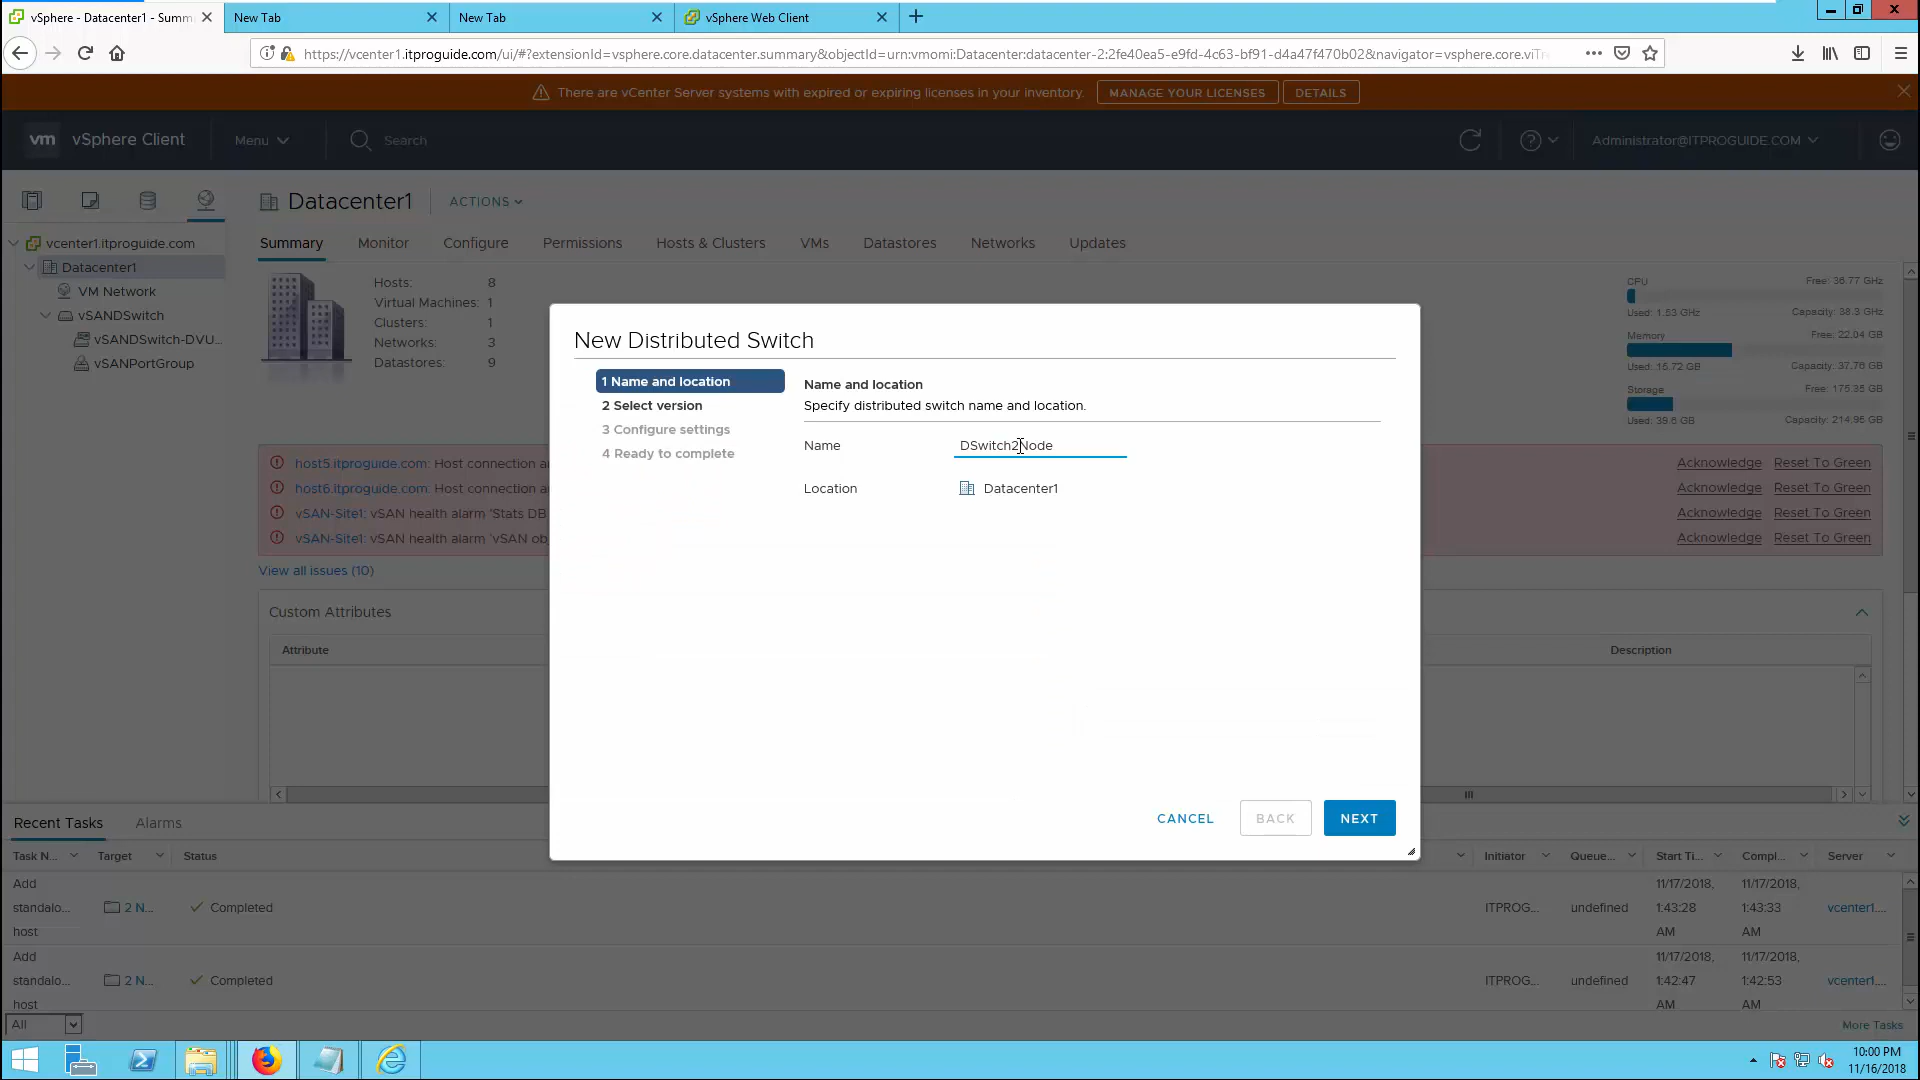 vSphere - Datacenter1 - Summ
New Tab
New Tab
vSphere Web Client
https://vcenter1.itproguide.com/ui/#?extensionId=vsphere.core.datacenter.summary&objectId=urn:vmomi:Datacenter:datacenter-2:2fe40ea5-e9fd-4c63-bf91-d4a47f470b02&navigator=vsphere.core.viTre
There are vCenter Server systems with expired or expiring licenses in your inventory.
MANAGE YOUR LICENSES
DETAILS
vm
vSphere Client
Menu
Search
Administrator@ITPROGUIDE.COM
Datacenter1
ACTIONS
vcenter1.itproguide.com
Datacenter1
VM Network
vSANDSwitch
vSANDSwitch-DVU...
vSANPortGroup
Summary
Monitor
Configure
Permissions
Hosts & Clusters
VMs
Datastores
Networks
Updates
Hosts: 8
Virtual Machines: 1
Clusters: 1
Networks: 3
Datastores: 9
CPU Free: 36.77 GHz
Used: 1.53 GHz Capacity: 38.3 GHz
Memory Free: 22.04 GB
Used: 15.72 GB Capacity: 37.76 GB
Storage Free: 175.35 GB
Used: 39.6 GB Capacity: 214.95 GB
host5.itproguide.com: Host connection a Acknowledge Reset To Green
host6.itproguide.com: Host connection a Acknowledge Reset To Green
vSAN-Site1: vSAN health alarm 'Stats DB Acknowledge Reset To Green
vSAN-Site1: vSAN health alarm 'vSAN ob Acknowledge Reset To Green
View all issues (10)
Custom Attributes
Attribute
Description
New Distributed Switch
1 Name and location
2 Select version
3 Configure settings
4 Ready to complete
Name and location
Specify distributed switch name and location.
Name DSwitch2Node
Location Datacenter1
CANCEL
BACK
NEXT
Recent Tasks
Alarms
Task N... Target Status Initiator Queue... Start Ti... Compl... Server
Add
standalo...
host
2 N...
Completed
ITPROG...
undefined
11/17/2018,
1:43:28
AM
11/17/2018,
1:43:33
AM
vcenter1....
Add
standalo...
host
2 N...
Completed
ITPROG...
undefined
11/17/2018,
1:42:47
AM
11/17/2018,
1:42:53
AM
vcenter1....
All
More Tasks
10:00 PM
11/16/2018